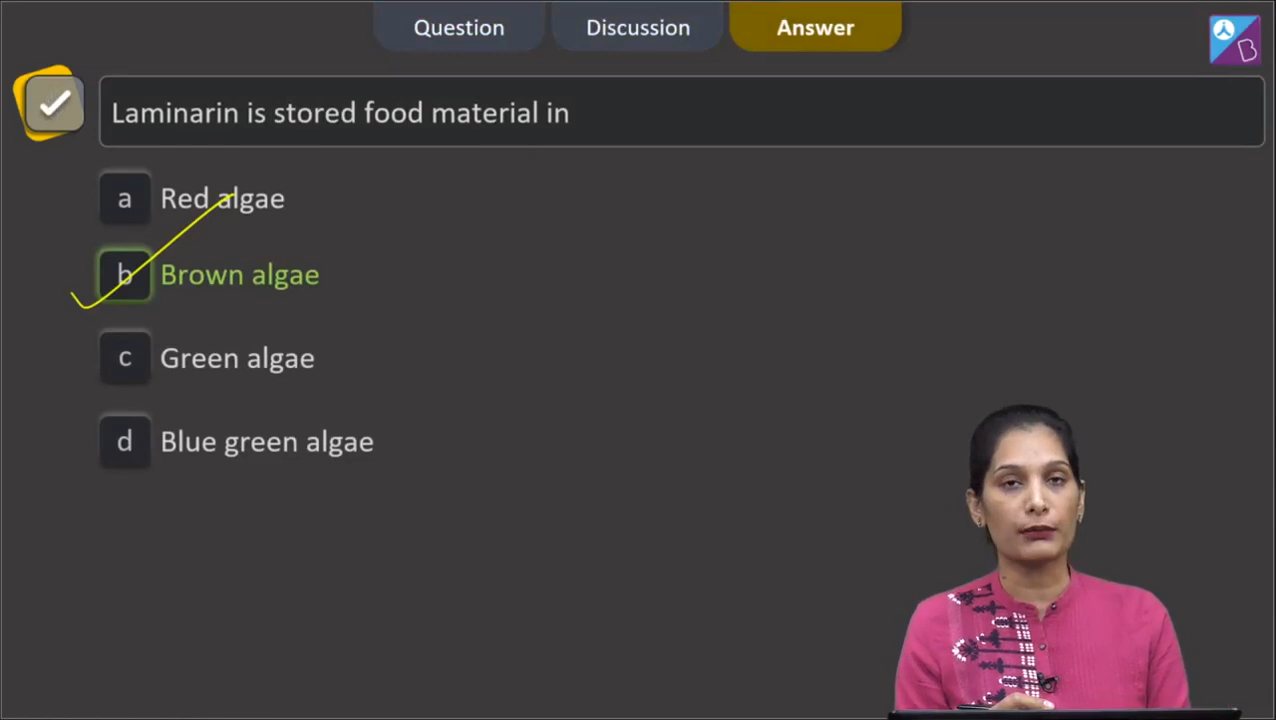 Question Discussion Answer
Laminarin is stored food material in
a Red algae
b Brown algae
c Green algae
d Blue green algae
B